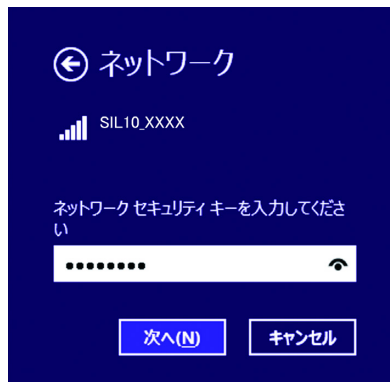 ネットワーク
SIL10_XXXX
ネットワーク セキュリティ キーを入力してくださ
い
次へ(N)
キャンセル